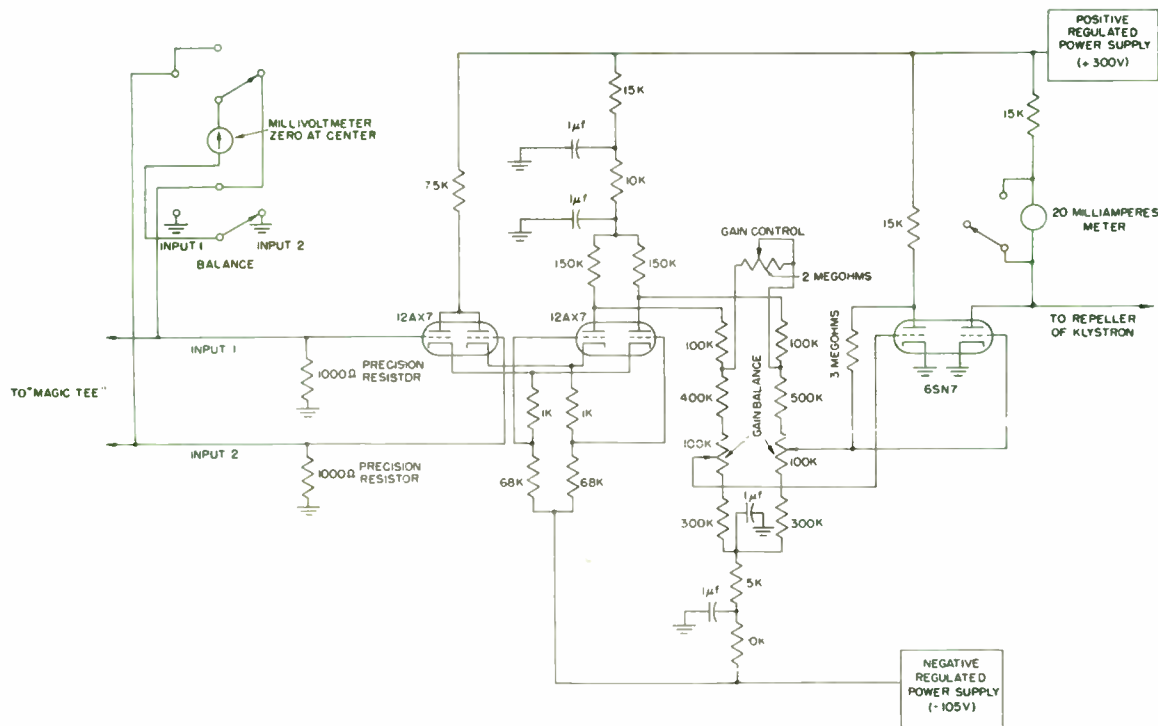 POSITIVE
REGULATED
POWER SUPPLY
(+ 300V)
15K
15K
MILLIVOLTMETER
ZERO AT CENTER
1μf
75K
10K
1μf
15K
20 MILLIAMPERES
METER
INPUT 1
INPUT 2
BALANCE
GAIN CONTROL
150K
150K
2 MEGOHMS
12AX7
12AX7
TO REPELLER
OF KLYSTRON
INPUT 1
100K
100K
3 MEGOHMS
1000Ω PRECISION
RESISTOR
6SN7
TO "MAGIC TEE"
1K
1K
400K
GAIN BALANCE
500K
INPUT 2
100K
100K
1000Ω PRECISION
RESISTOR
68K
68K
1μf
300K
300K
5K
1μf
0K
NEGATIVE
REGULATED
POWER SUPPLY
(-105V)